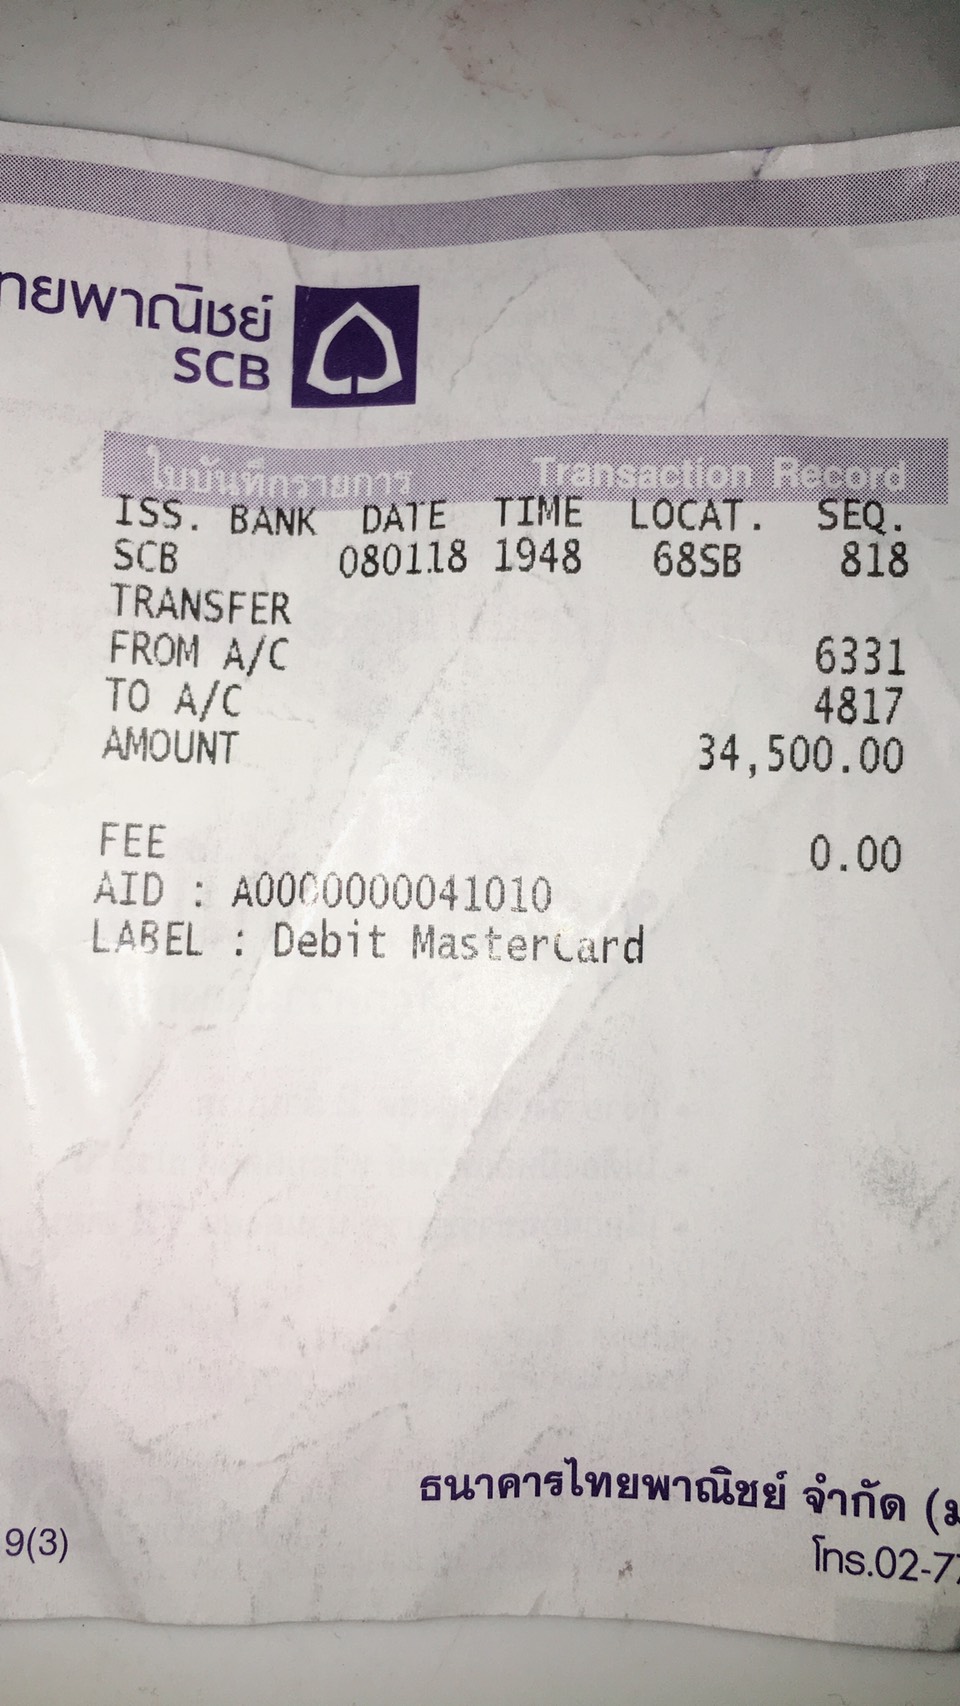 ทยพาณิชย์
SCB
ใบบันทึกรายการ Transaction Record
ISS. BANK DATE TIME LOCAT. SEQ.
SCB 080118 1948 68SB 818
TRANSFER
FROM A/C 6331
TO A/C 4817
AMOUNT 34,500.00
FEE 0.00
AID : A0000000041010
LABEL : Debit MasterCard
ธนาคารไทยพาณิชย์ จำกัด (ม
9(3)
โทร.02-77